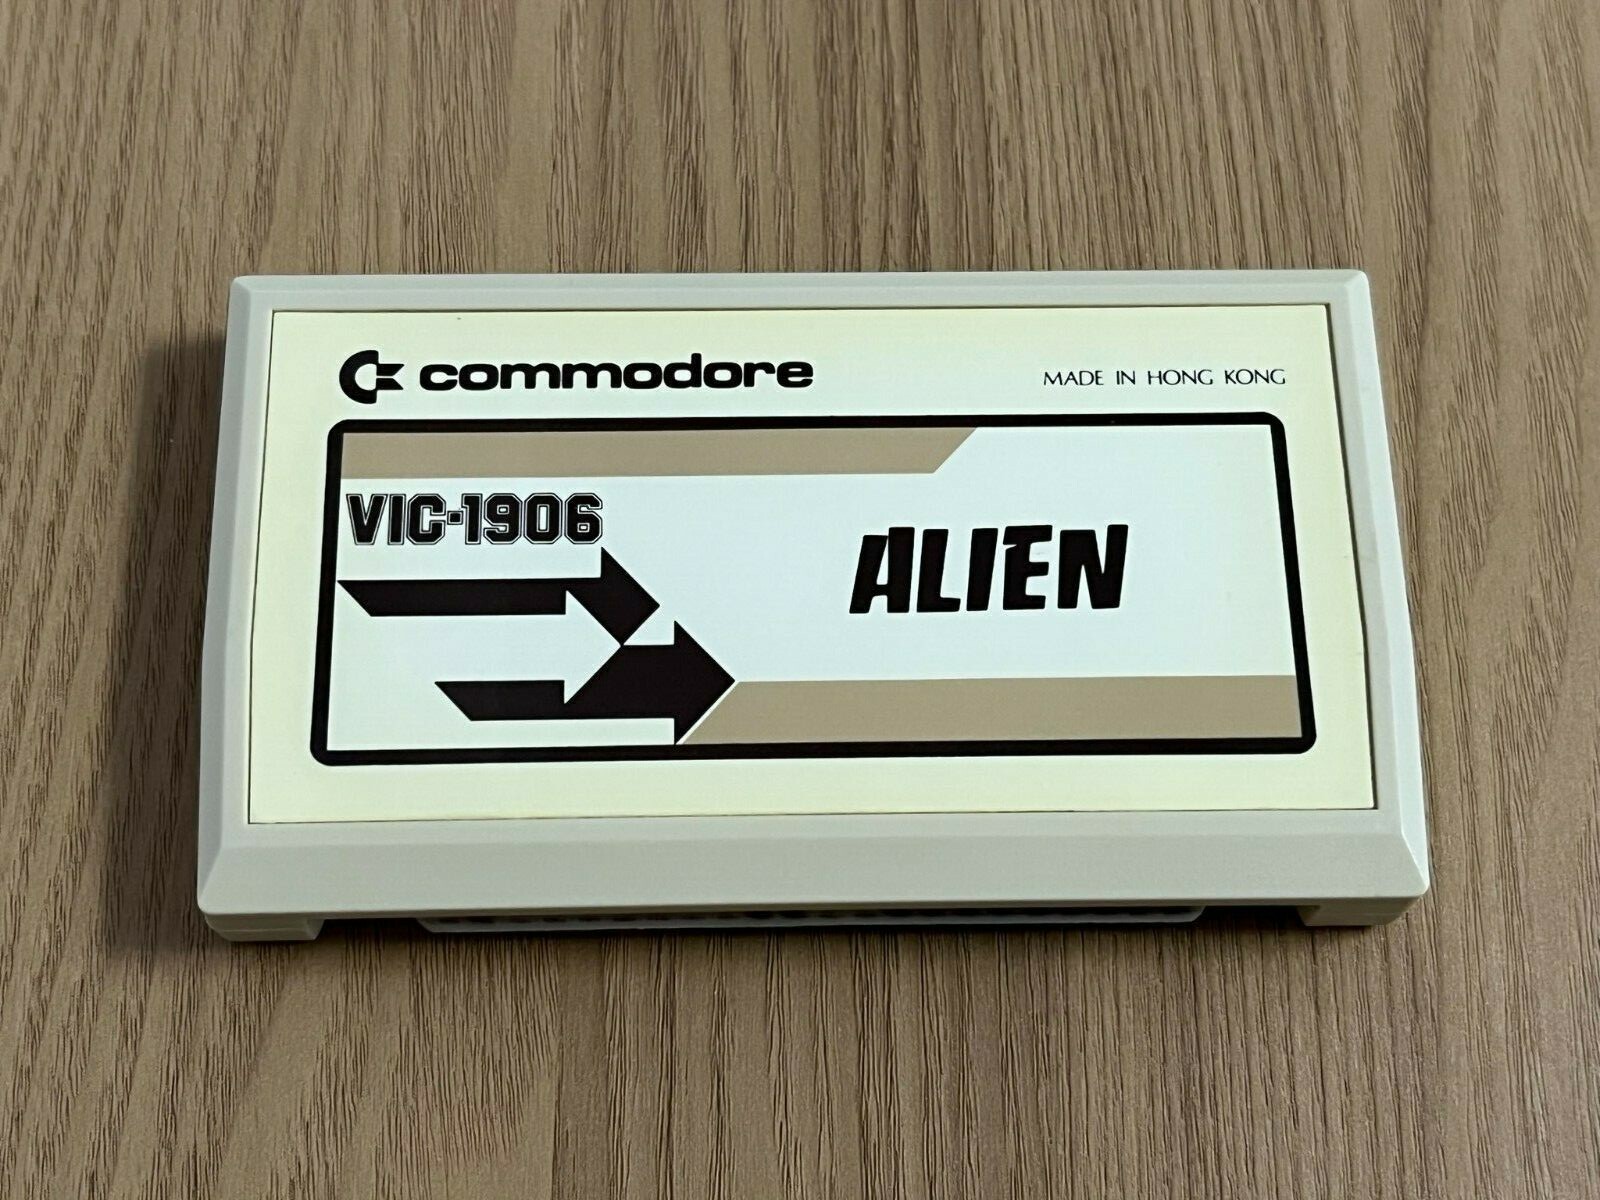 commodore
MADE IN HONG KONG
VIC-1906
ALIEN